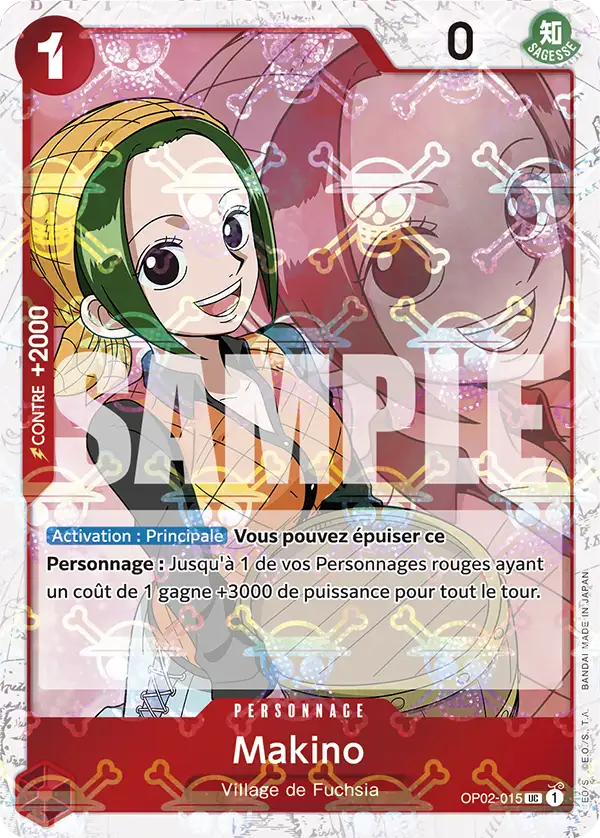 1
0
知
SAGESSE
CONTRE +2000
SAMPLE
Activation : Principale Vous pouvez épuiser ce
Personnage : Jusqu'à 1 de vos Personnages rouges ayant
un coût de 1 gagne +3000 de puissance pour tout le tour.
PERSONNAGE
Makino
Village de Fuchsia
OP02-015 UC 1
©E.O/S. ©E.O.S.,T.A. BANDAI MADE IN JAPAN